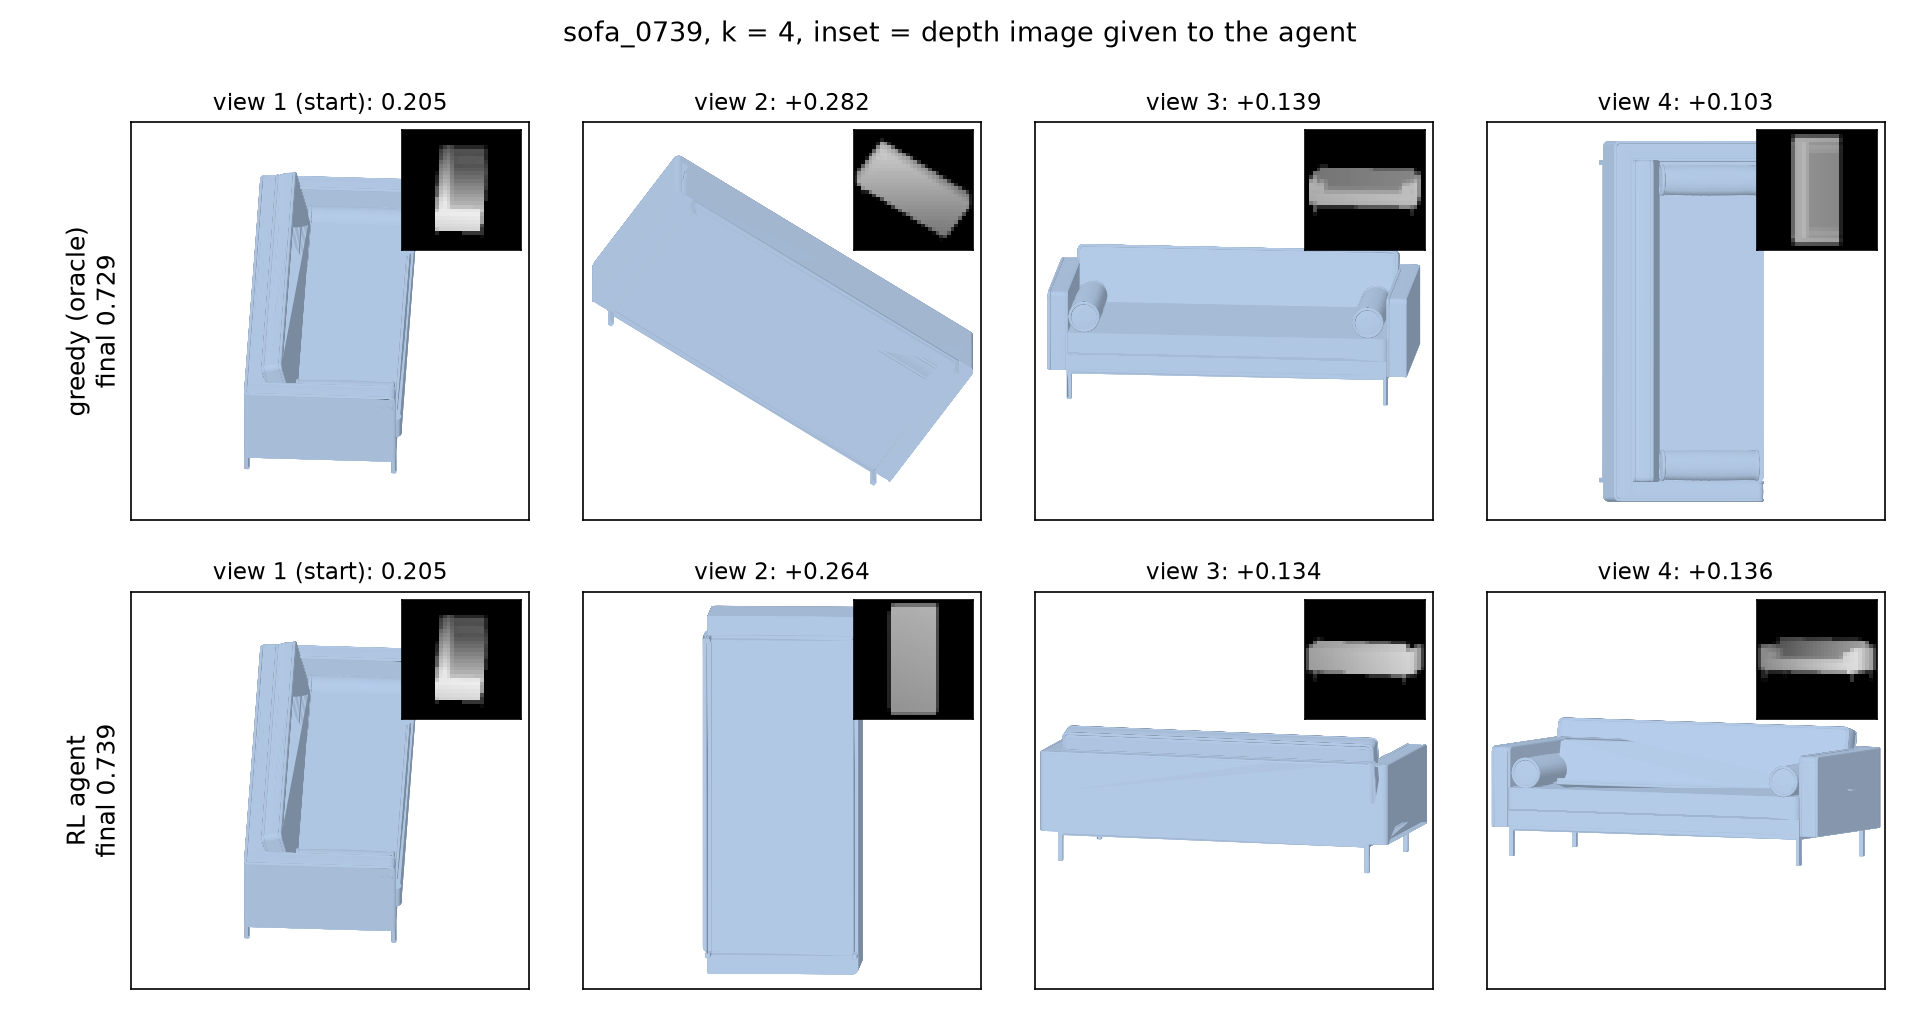 sofa_0739, k = 4, inset = depth image given to the agent
view 1 (start): 0.205
view 2: +0.282
view 3: +0.139
view 4: +0.103
greedy (oracle)
final 0.729
view 1 (start): 0.205
view 2: +0.264
view 3: +0.134
view 4: +0.136
RL agent
final 0.739